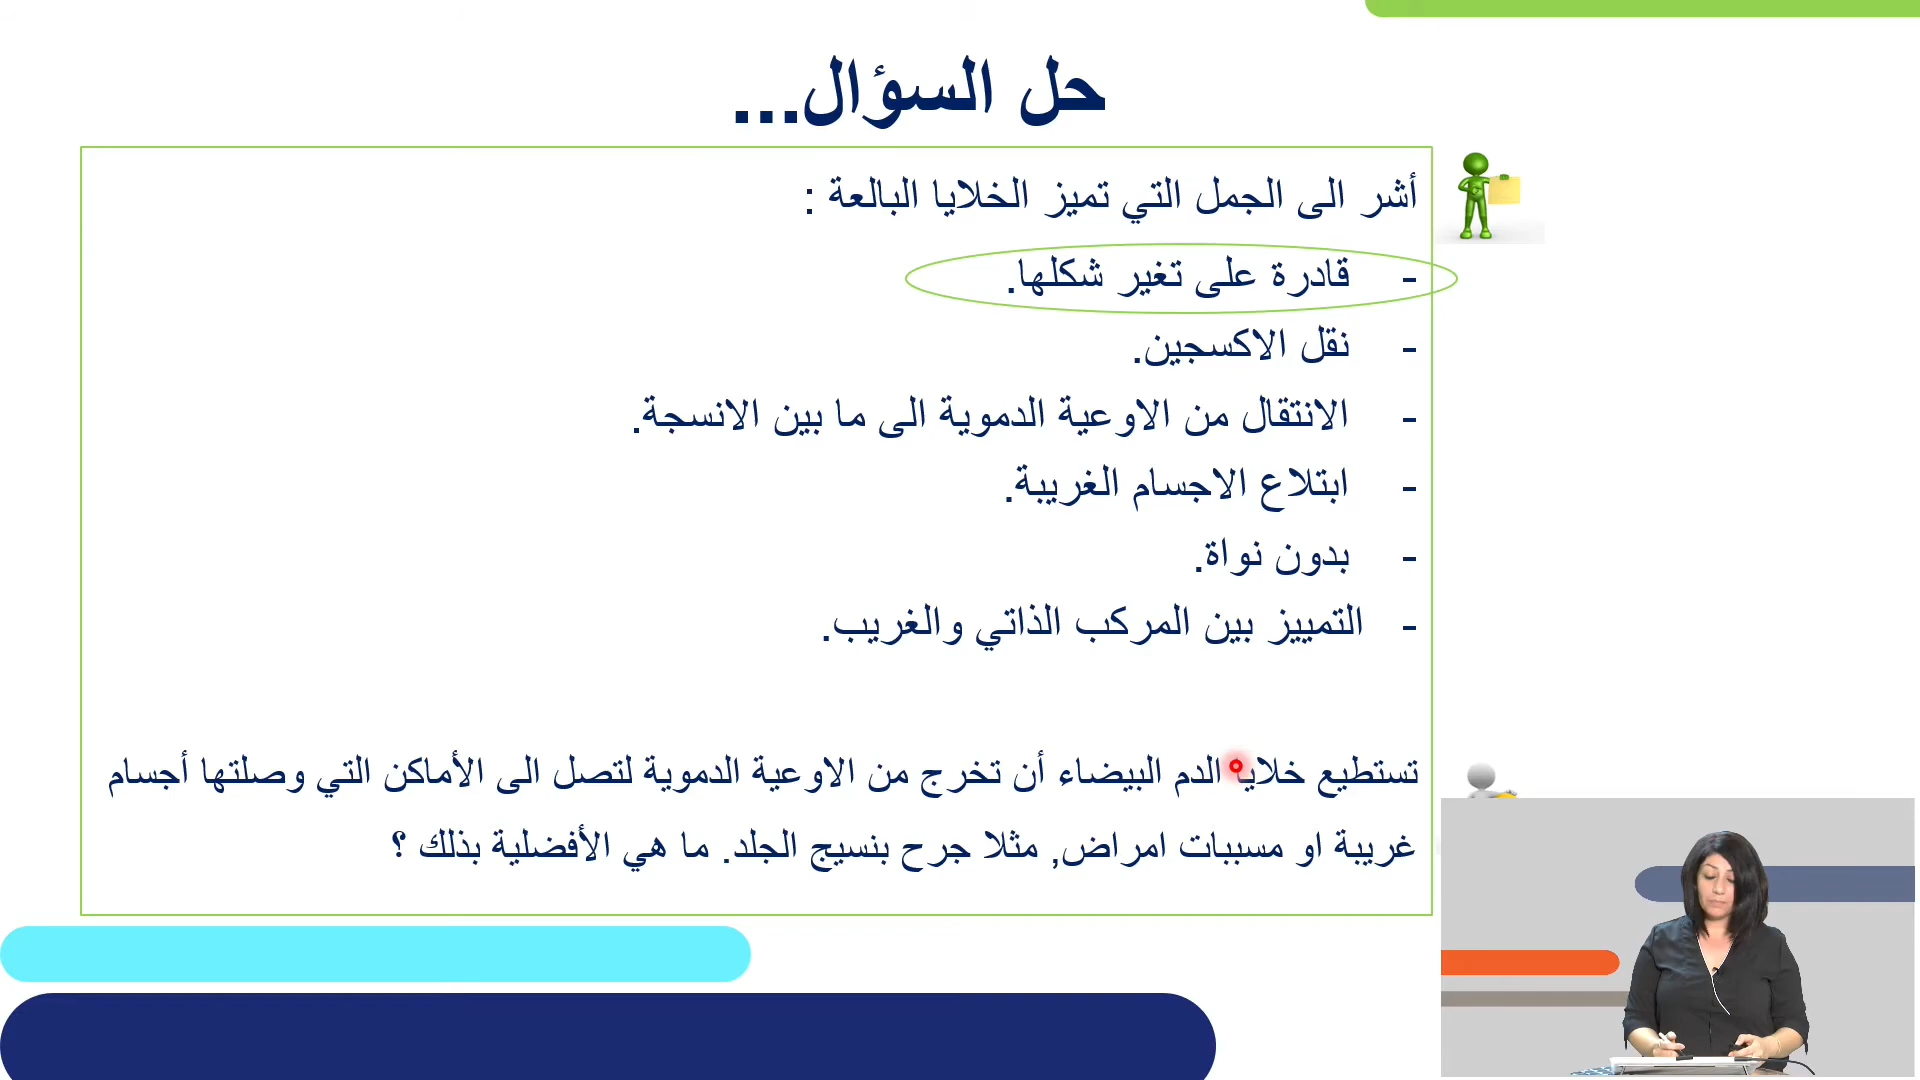 حل السؤال...
أشر الى الجمل التي تميز الخلايا البالعة :
- قادرة على تغير شكلها.
- نقل الاكسجين.
- الانتقال من الاوعية الدموية الى ما بين الانسجة.
- ابتلاع الاجسام الغريبة.
- بدون نواة.
- التمييز بين المركب الذاتي والغريب.
تستطيع خلايا الدم البيضاء أن تخرج من الاوعية الدموية لتصل الى الأماكن التي وصلتها أجسام
غريبة او مسببات امراض, مثلا جرح بنسيج الجلد. ما هي الأفضلية بذلك ؟